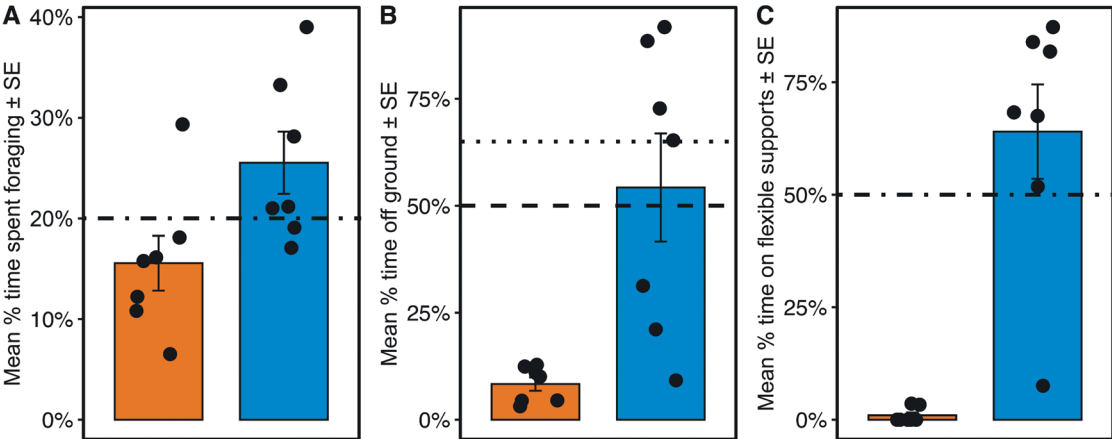 A
Mean % time spent foraging ± SE
40%
30%
20%
10%
0%
B
Mean % time off ground ± SE
75%
50%
25%
0%
C
Mean % time on flexible supports ± SE
75%
50%
25%
0%